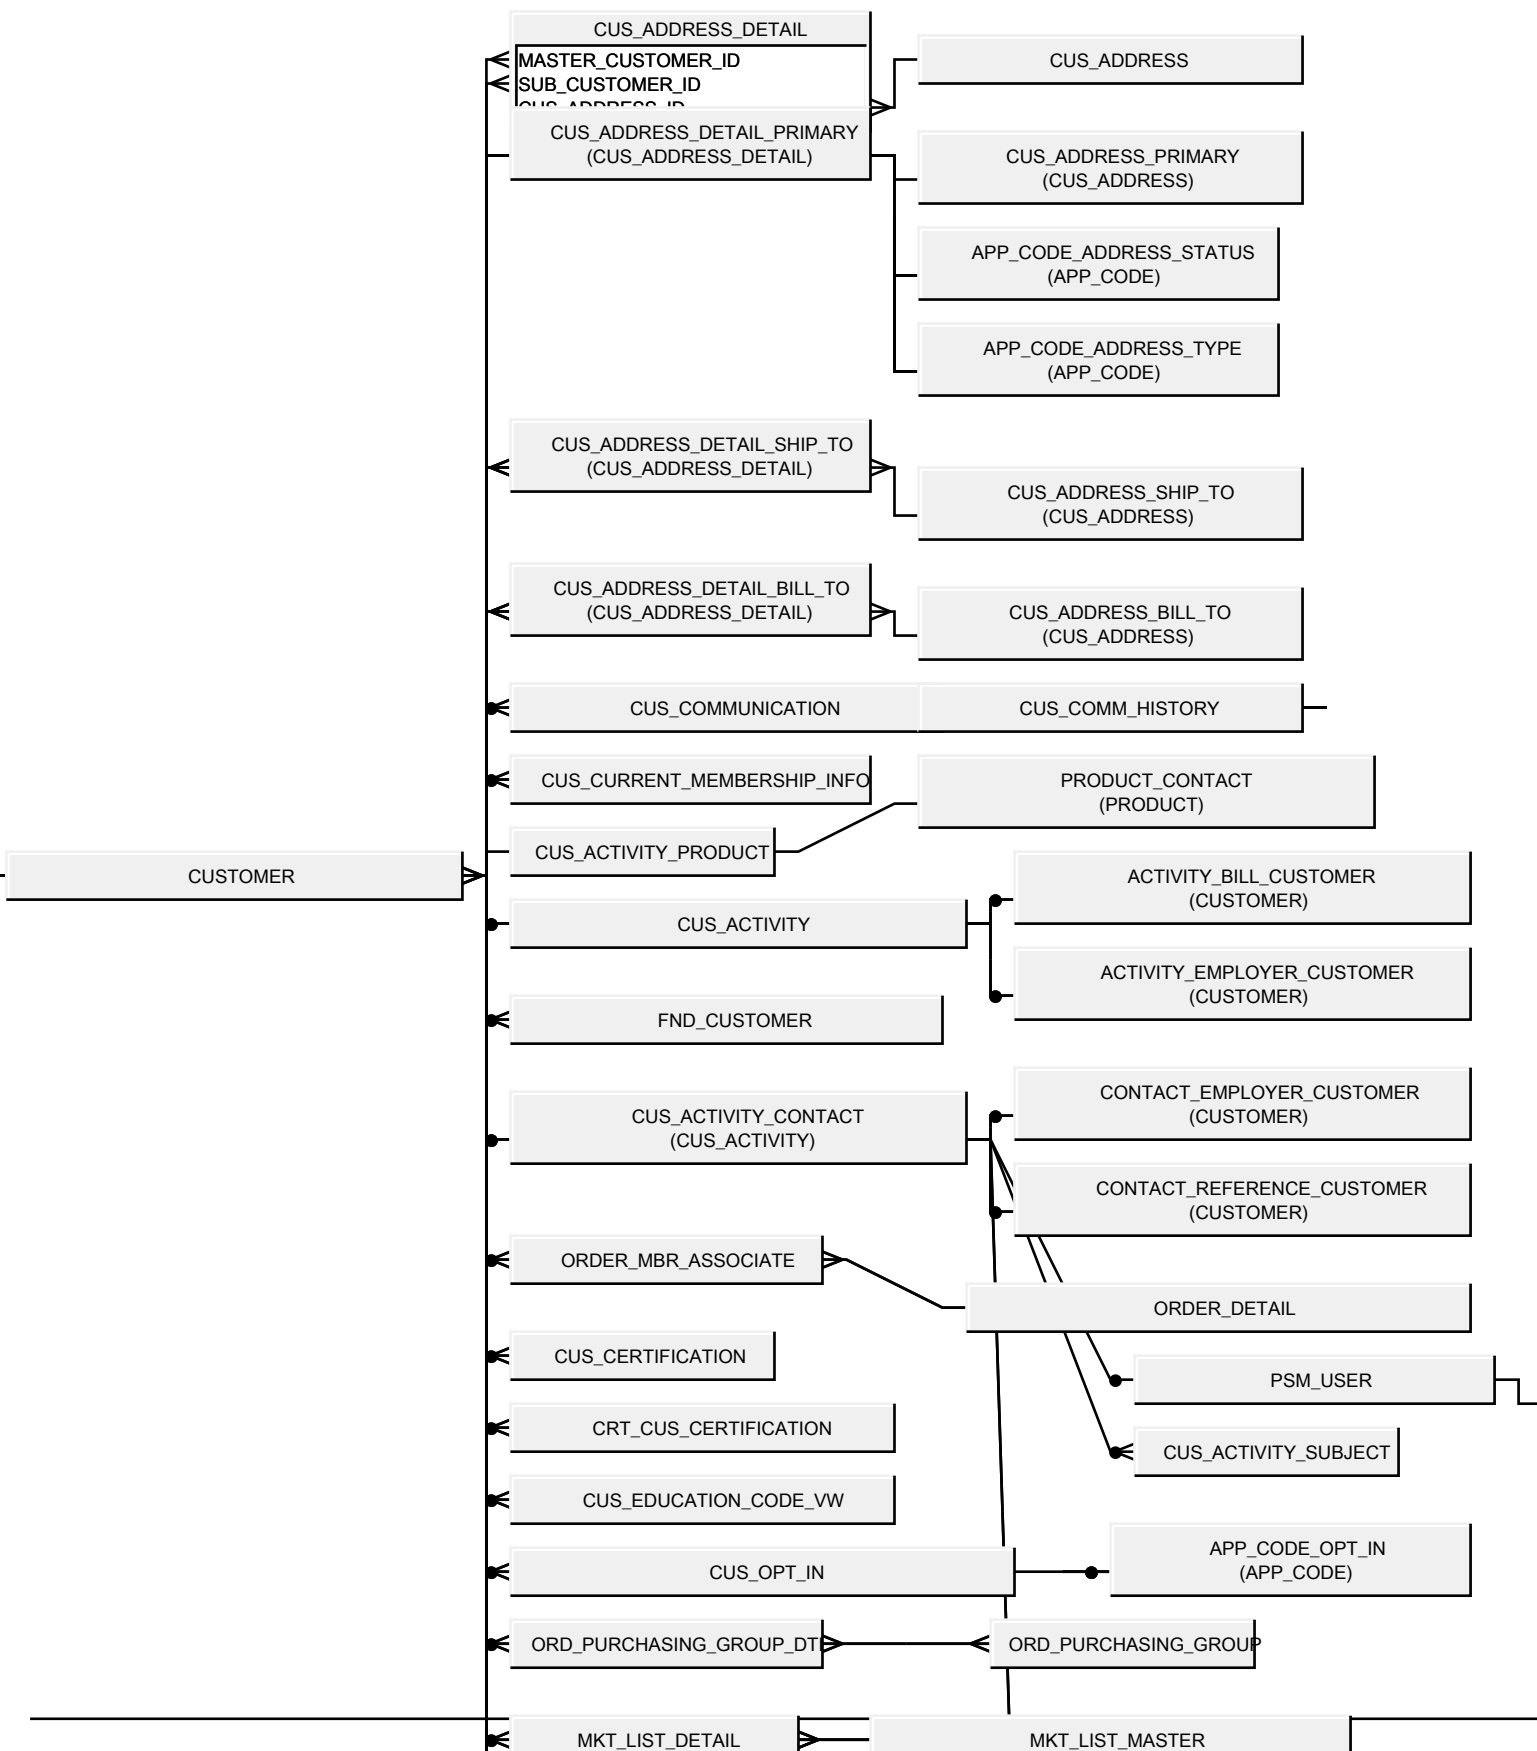 CUS_ADDRESS_DETAIL
MASTER_CUSTOMER_ID
SUB_CUSTOMER_ID
CUS_ADDRESS_ID
CUS_ADDRESS
CUS_ADDRESS_DETAIL_PRIMARY
(CUS_ADDRESS_DETAIL)
CUS_ADDRESS_PRIMARY
(CUS_ADDRESS)
APP_CODE_ADDRESS_STATUS
(APP_CODE)
APP_CODE_ADDRESS_TYPE
(APP_CODE)
CUS_ADDRESS_DETAIL_SHIP_TO
(CUS_ADDRESS_DETAIL)
CUS_ADDRESS_SHIP_TO
(CUS_ADDRESS)
CUS_ADDRESS_DETAIL_BILL_TO
(CUS_ADDRESS_DETAIL)
CUS_ADDRESS_BILL_TO
(CUS_ADDRESS)
CUS_COMMUNICATION
CUS_COMM_HISTORY
CUS_CURRENT_MEMBERSHIP_INFO
PRODUCT_CONTACT
(PRODUCT)
CUS_ACTIVITY_PRODUCT
CUSTOMER
ACTIVITY_BILL_CUSTOMER
(CUSTOMER)
CUS_ACTIVITY
ACTIVITY_EMPLOYER_CUSTOMER
(CUSTOMER)
FND_CUSTOMER
CONTACT_EMPLOYER_CUSTOMER
(CUSTOMER)
CUS_ACTIVITY_CONTACT
(CUS_ACTIVITY)
CONTACT_REFERENCE_CUSTOMER
(CUSTOMER)
ORDER_MBR_ASSOCIATE
ORDER_DETAIL
CUS_CERTIFICATION
PSM_USER
CRT_CUS_CERTIFICATION
CUS_ACTIVITY_SUBJECT
CUS_EDUCATION_CODE_VW
APP_CODE_OPT_IN
(APP_CODE)
CUS_OPT_IN
ORD_PURCHASING_GROUP_DT
ORD_PURCHASING_GROUP
MKT_LIST_DETAIL
MKT_LIST_MASTER